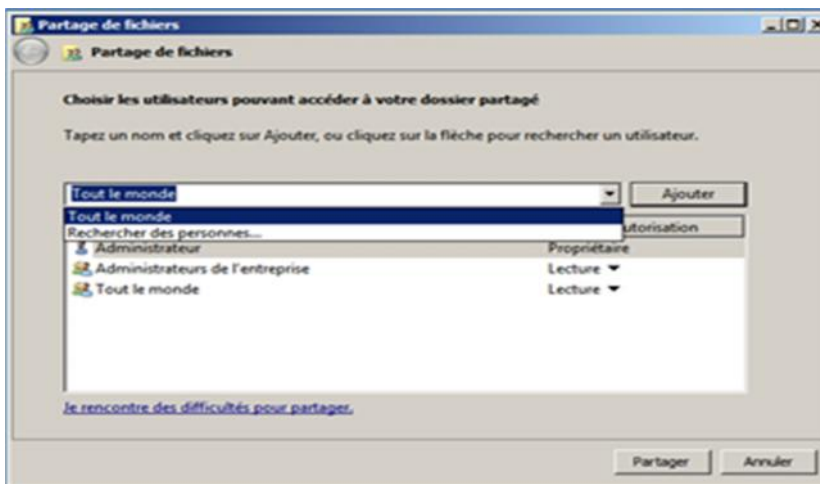 Partage de fichiers
Partage de fichiers
Choisir les utilisateurs pouvant accéder à votre dossier partagé
Tapez un nom et cliquez sur Ajouter, ou cliquez sur la flèche pour rechercher un utilisateur.
Tout le monde Ajouter
Tout le monde
Rechercher des personnes... utorisation
Administrateur Propriétaire
Administrateurs de l'entreprise Lecture
Tout le monde Lecture
Je rencontre des difficultés pour partager.
Partager Annuler